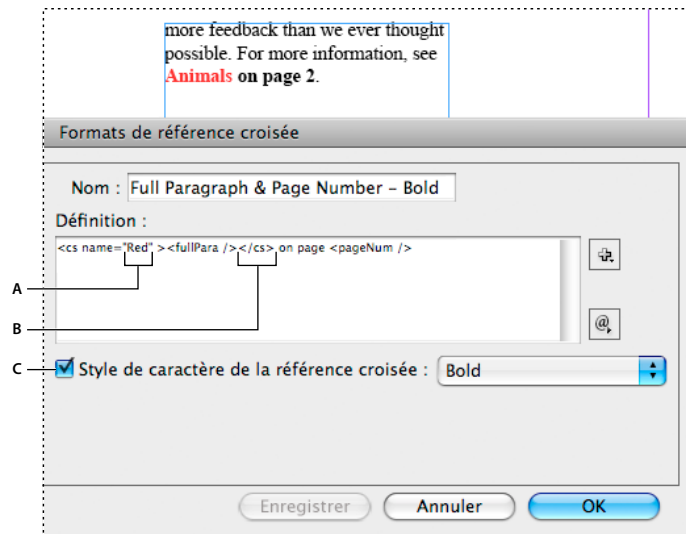 more feedback than we ever thought
possible. For more information, see
Animals on page 2.
Formats de référence croisée
Nom : Full Paragraph & Page Number – Bold
Définition :
<cs name="Red" ><fullPara /></cs> on page <pageNum />
A
B
@
C Style de caractère de la référence croisée : Bold
Enregistrer Annuler OK